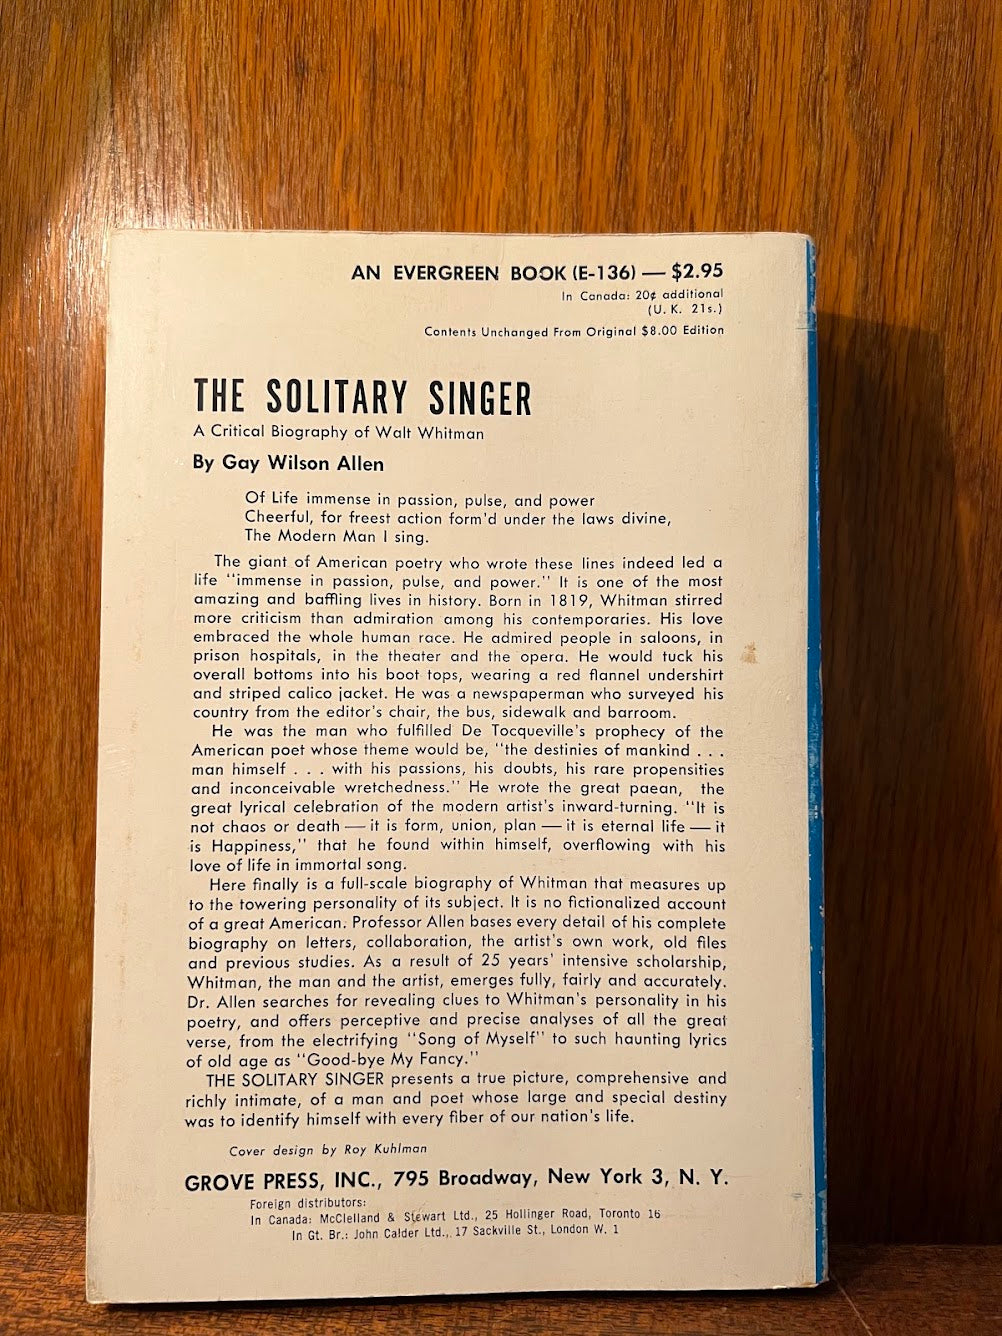 AN EVERGREEN BOOK (E-136) — $2.95
In Canada: 20¢ additional
(U. K. 21s.)
Contents Unchanged From Original $8.00 Edition
THE SOLITARY SINGER
A Critical Biography of Walt Whitman
By Gay Wilson Allen
Of Life immense in passion, pulse, and power
Cheerful, for freest action form'd under the laws divine,
The Modern Man I sing.
The giant of American poetry who wrote these lines indeed led a
life "immense in passion, pulse, and power." It is one of the most
amazing and baffling lives in history. Born in 1819, Whitman stirred
more criticism than admiration among his contemporaries. His love
embraced the whole human race. He admired people in saloons, in
prison hospitals, in the theater and the opera. He would tuck his
overall bottoms into his boot tops, wearing a red flannel undershirt
and striped calico jacket. He was a newspaperman who surveyed his
country from the editor's chair, the bus, sidewalk and barroom.
He was the man who fulfilled De Tocqueville's prophecy of the
American poet whose theme would be, "the destinies of mankind . . .
man himself . . . with his passions, his doubts, his rare propensities
and inconceivable wretchedness." He wrote the great paean, the
great lyrical celebration of the modern artist's inward-turning. "It is
not chaos or death — it is form, union, plan — it is eternal life — it
is Happiness," that he found within himself, overflowing with his
love of life in immortal song.
Here finally is a full-scale biography of Whitman that measures up
to the towering personality of its subject. It is no fictionalized account
of a great American. Professor Allen bases every detail of his complete
biography on letters, collaboration, the artist's own work, old files
and previous studies. As a result of 25 years' intensive scholarship,
Whitman, the man and the artist, emerges fully, fairly and accurately.
Dr. Allen searches for revealing clues to Whitman's personality in his
poetry, and offers perceptive and precise analyses of all the great
verse, from the electrifying "Song of Myself" to such haunting lyrics
of old age as "Good-bye My Fancy."
THE SOLITARY SINGER presents a true picture, comprehensive and
richly intimate, of a man and poet whose large and special destiny
was to identify himself with every fiber of our nation's life.
Cover design by Roy Kuhlman
GROVE PRESS, INC., 795 Broadway, New York 3, N. Y.
Foreign distributors:
In Canada: McClelland & Stewart Ltd., 25 Hollinger Road, Toronto 16
In Gt. Br.: John Calder Ltd., 17 Sackville St., London W. 1